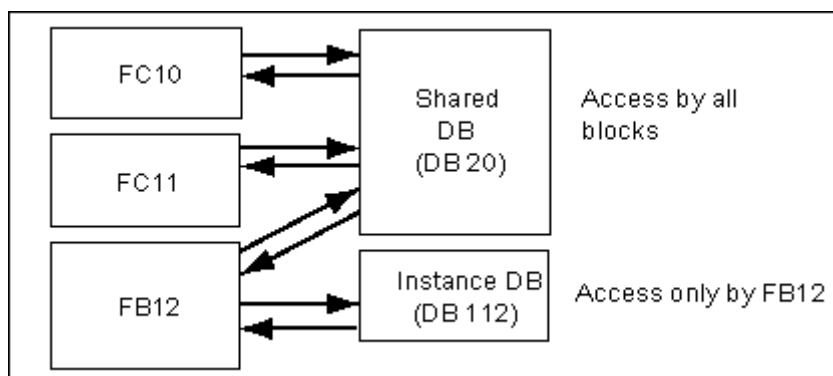 FC10
Shared
DB
(DB 20)
Access by all
blocks
FC11
FB12
Instance DB
(DB 112)
Access only by FB12